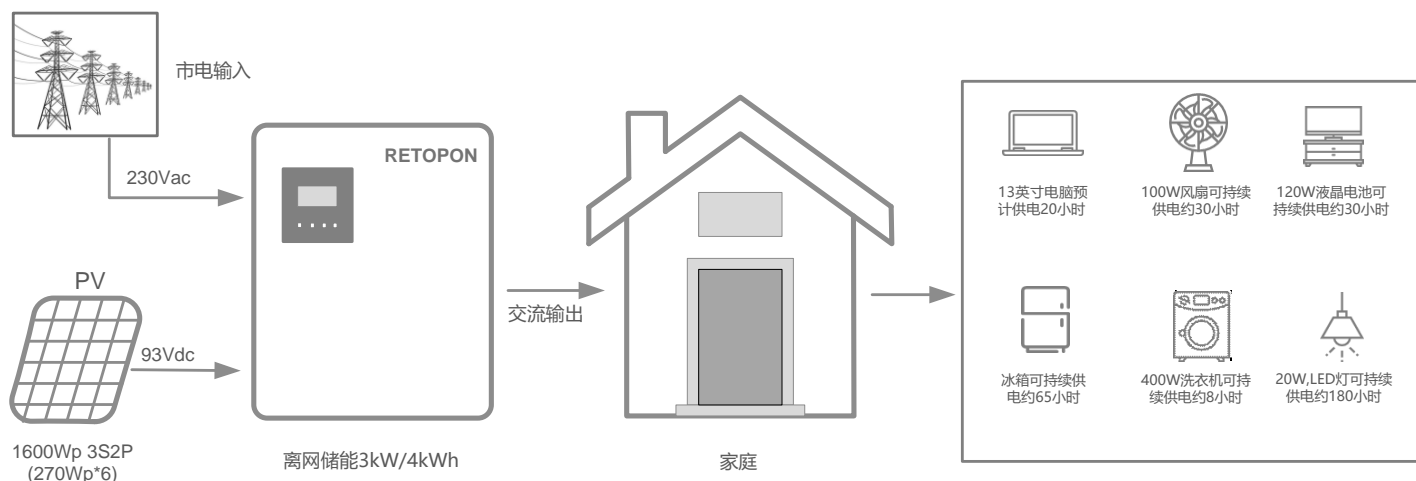 市电输入
230Vac
RETOPON
PV
93Vdc
1600Wp 3S2P
(270Wp*6)
离网储能3kW/4kWh
交流输出
家庭
13英寸电脑预
计供电20小时
100W风扇可持续
供电约30小时
120W液晶电池可
持续供电约30小时
冰箱可持续供
电约65小时
400W洗衣机可持
续供电约8小时
20W,LED灯可持续
供电约180小时